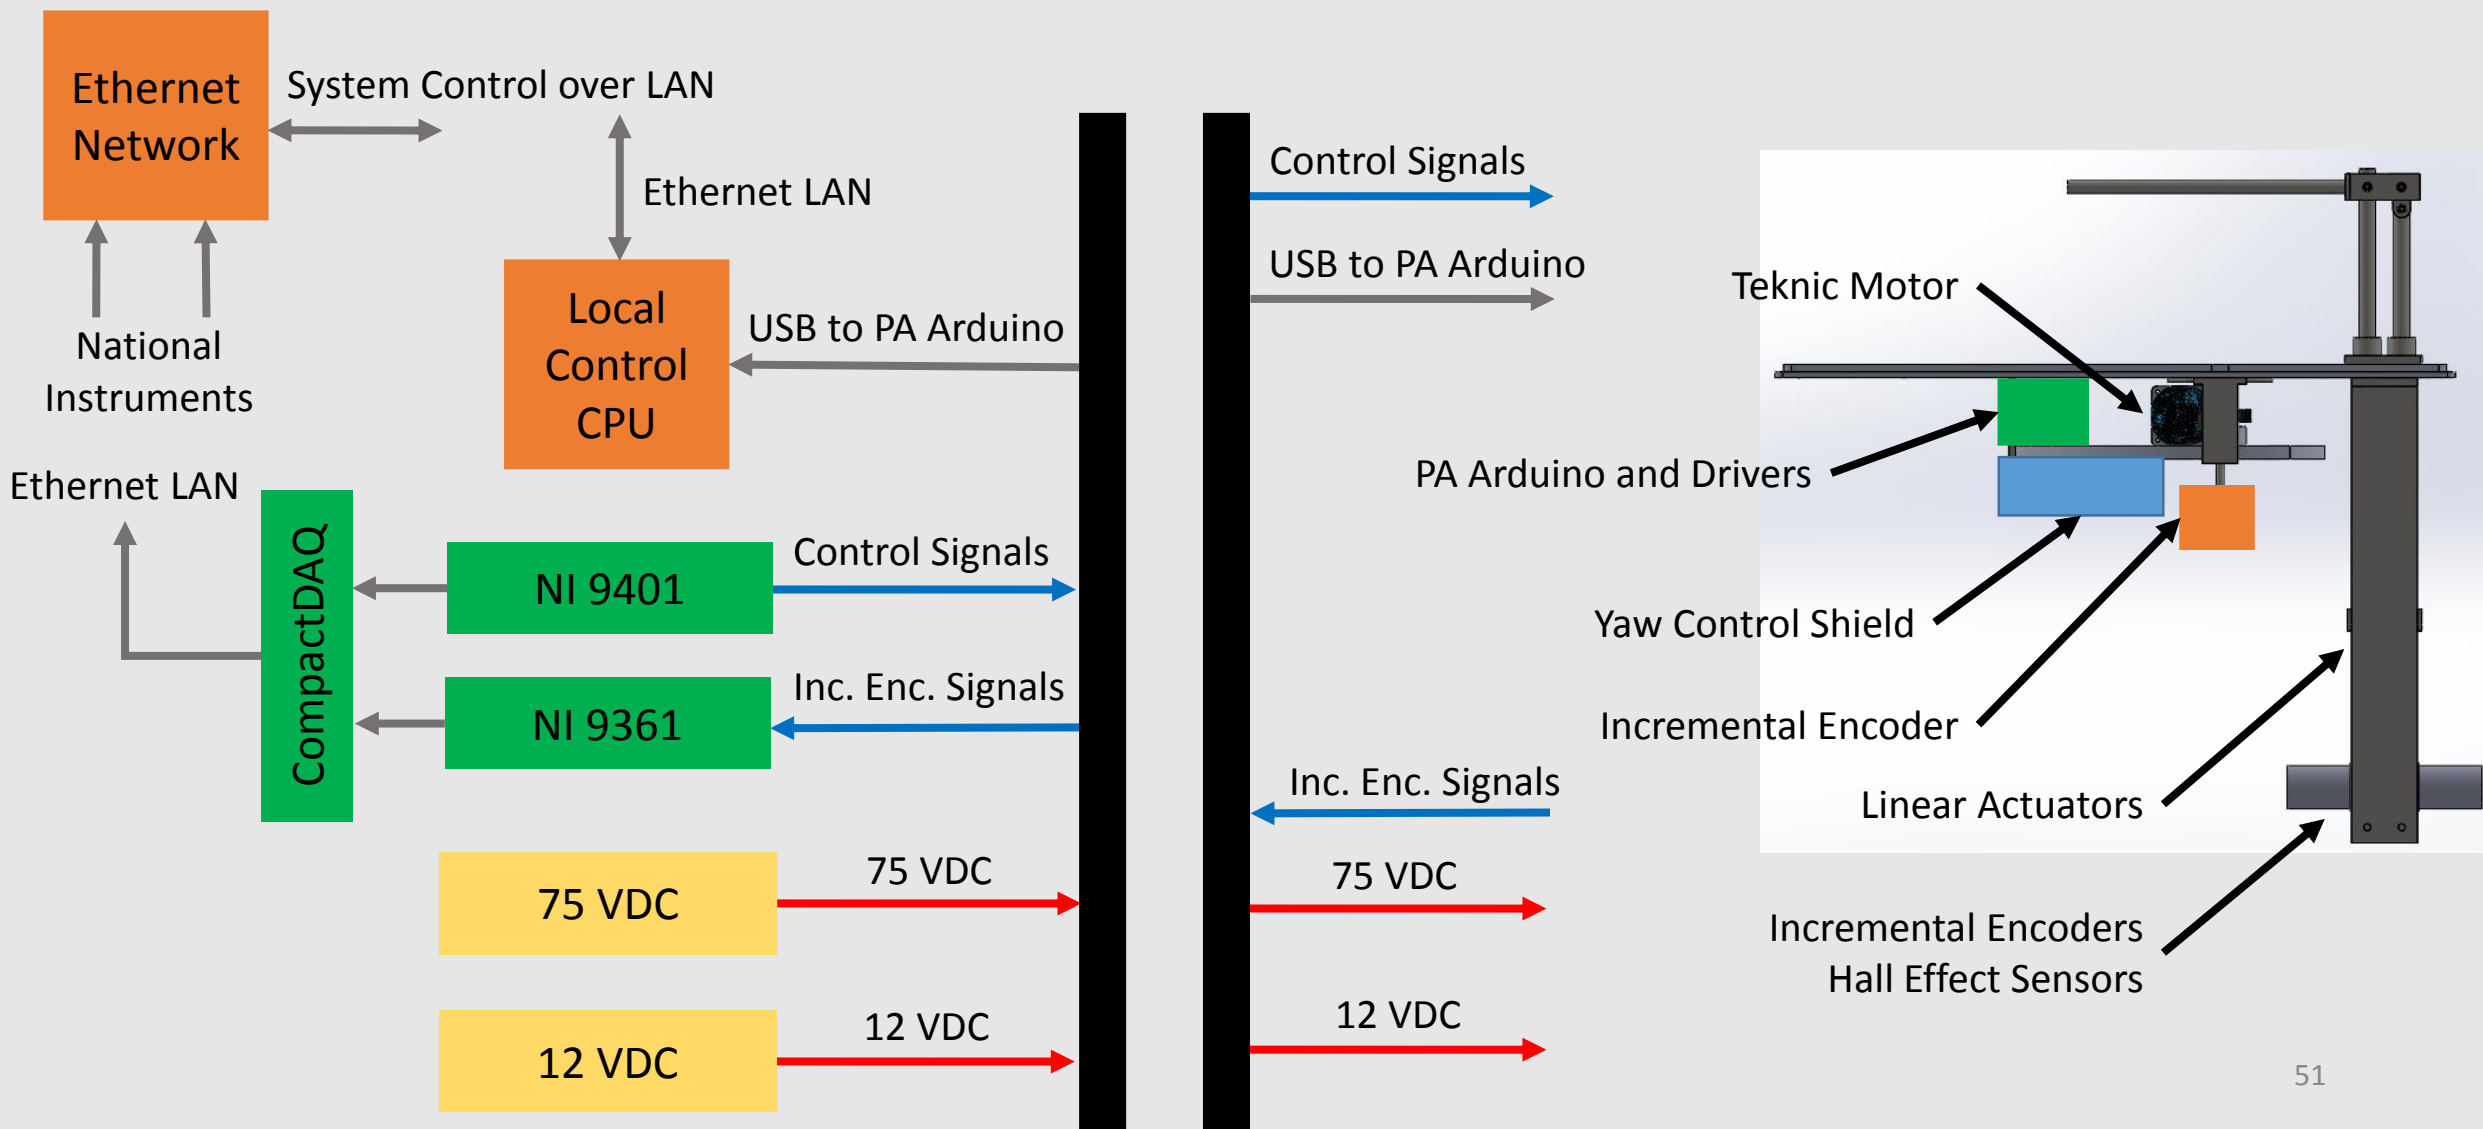 Ethernet
Network
System Control over LAN
Ethernet LAN
National
Instruments
Local
Control
CPU
USB to PA Arduino
Ethernet LAN
CompactDAQ
NI 9401
Control Signals
NI 9361
Inc. Enc. Signals
75 VDC
75 VDC
12 VDC
12 VDC
Control Signals
USB to PA Arduino
Inc. Enc. Signals
75 VDC
12 VDC
Teknic Motor
PA Arduino and Drivers
Yaw Control Shield
Incremental Encoder
Linear Actuators
Incremental Encoders
Hall Effect Sensors
51